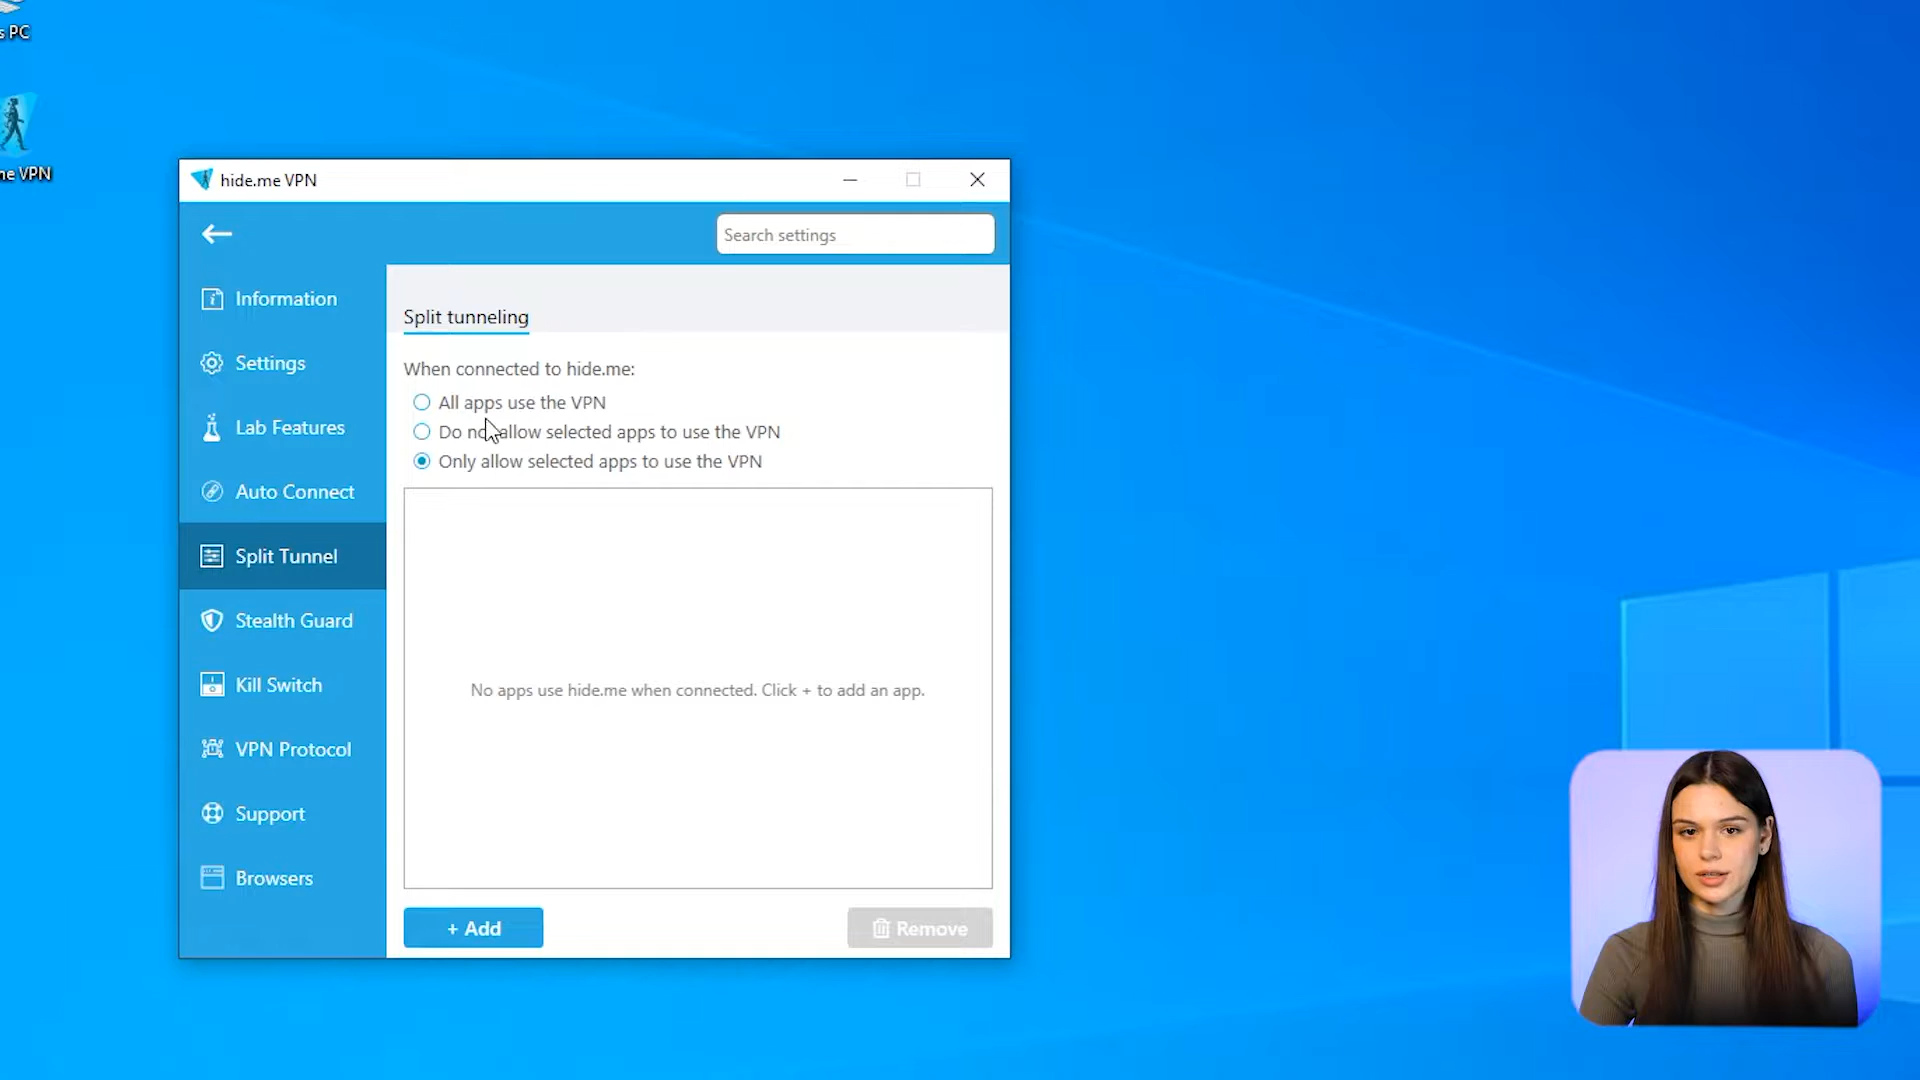 s PC
me VPN
hide.me VPN
Search settings
Information
Settings
Lab Features
Auto Connect
Split Tunnel
Stealth Guard
Kill Switch
VPN Protocol
Support
Browsers
Split tunneling
When connected to hide.me:
All apps use the VPN
Do not allow selected apps to use the VPN
Only allow selected apps to use the VPN
No apps use hide.me when connected. Click + to add an app.
+ Add
Remove